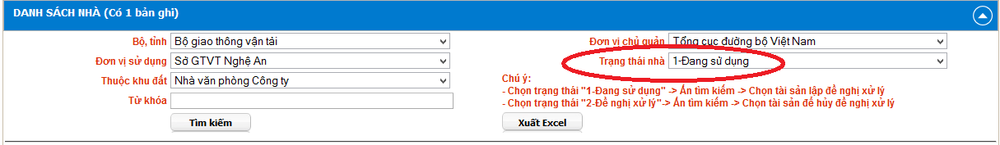 DANH SÁCH NHÀ (Có 1 bản ghi)
Bộ, tỉnh Bộ giao thông vận tải Đơn vị chủ quản Tổng cục đường bộ Việt Nam
Đơn vị sử dụng Sở GTVT Nghệ An Trạng thái nhà 1-Đang sử dụng
Thuộc khu đất Nhà văn phòng Công ty Chú ý:
- Chọn trạng thái "1-Đang sử dụng" -> Ấn tìm kiếm -> Chọn tài sản lập đề nghị xử lý
Từ khóa - Chọn trạng thái "2-Đề nghị xử lý"-> Ấn tìm kiếm -> Chọn tài sản để hủy đề nghị xử lý
Tìm kiếm Xuất Excel